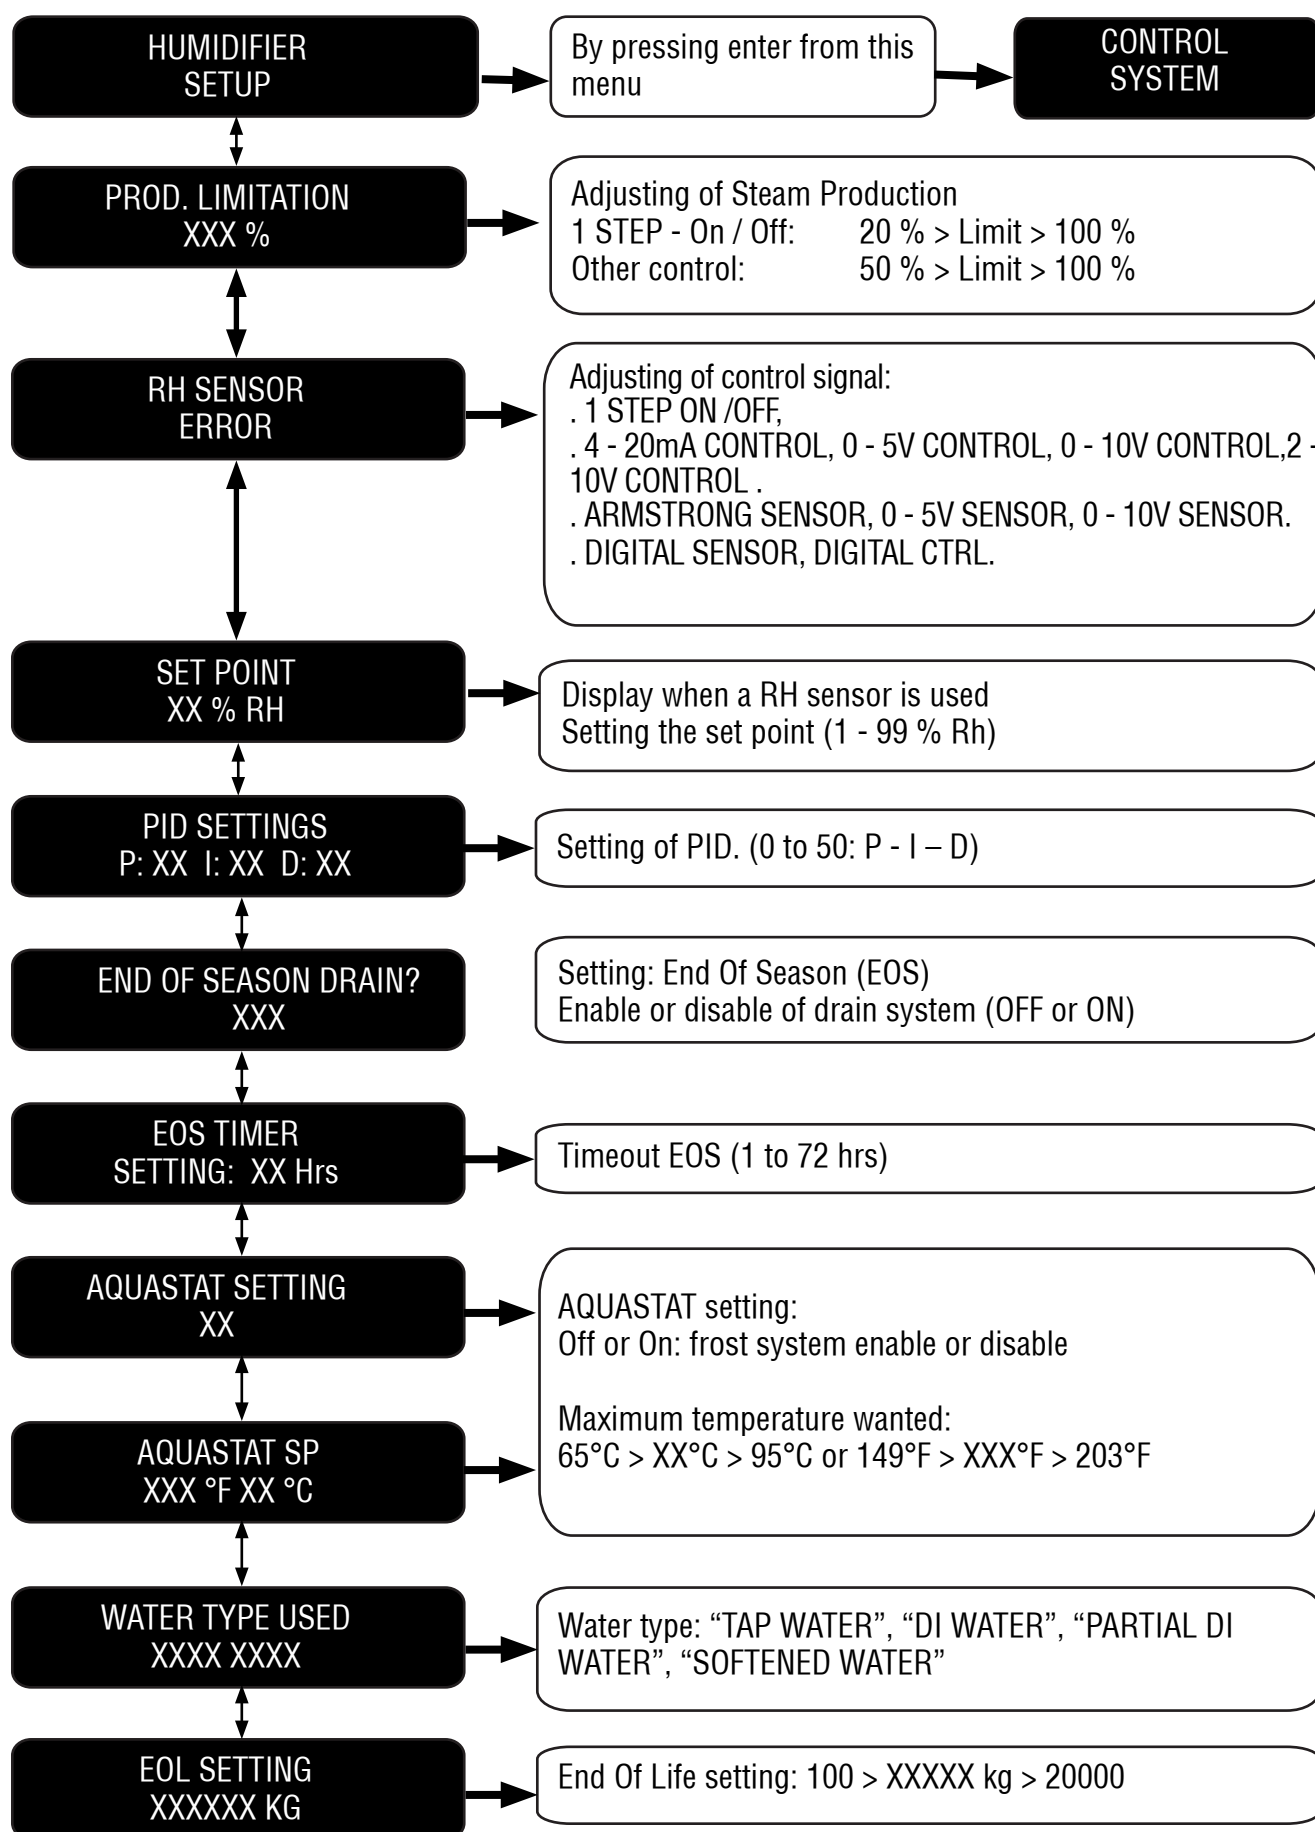 HUMIDIFIER
SETUP
By pressing enter from this
menu
CONTROL
SYSTEM
PROD. LIMITATION
XXX %
Adjusting of Steam Production
1 STEP - On / Off: 20 % > Limit > 100 %
Other control: 50 % > Limit > 100 %
RH SENSOR
ERROR
Adjusting of control signal:
. 1 STEP ON /OFF,
. 4 - 20mA CONTROL, 0 - 5V CONTROL, 0 - 10V CONTROL,2 -
10V CONTROL .
. ARMSTRONG SENSOR, 0 - 5V SENSOR, 0 - 10V SENSOR.
. DIGITAL SENSOR, DIGITAL CTRL.
SET POINT
XX % RH
Display when a RH sensor is used
Setting the set point (1 - 99 % Rh)
PID SETTINGS
P: XX I: XX D: XX
Setting of PID. (0 to 50: P - I – D)
END OF SEASON DRAIN?
XXX
Setting: End Of Season (EOS)
Enable or disable of drain system (OFF or ON)
EOS TIMER
SETTING: XX Hrs
Timeout EOS (1 to 72 hrs)
AQUASTAT SETTING
XX
AQUASTAT setting:
Off or On: frost system enable or disable
Maximum temperature wanted:
65°C > XX°C > 95°C or 149°F > XXX°F > 203°F
AQUASTAT SP
XXX °F XX °C
WATER TYPE USED
XXXX XXXX
Water type: “TAP WATER”, “DI WATER”, “PARTIAL DI
WATER”, “SOFTENED WATER”
EOL SETTING
XXXXXX KG
End Of Life setting: 100 > XXXXX kg > 20000